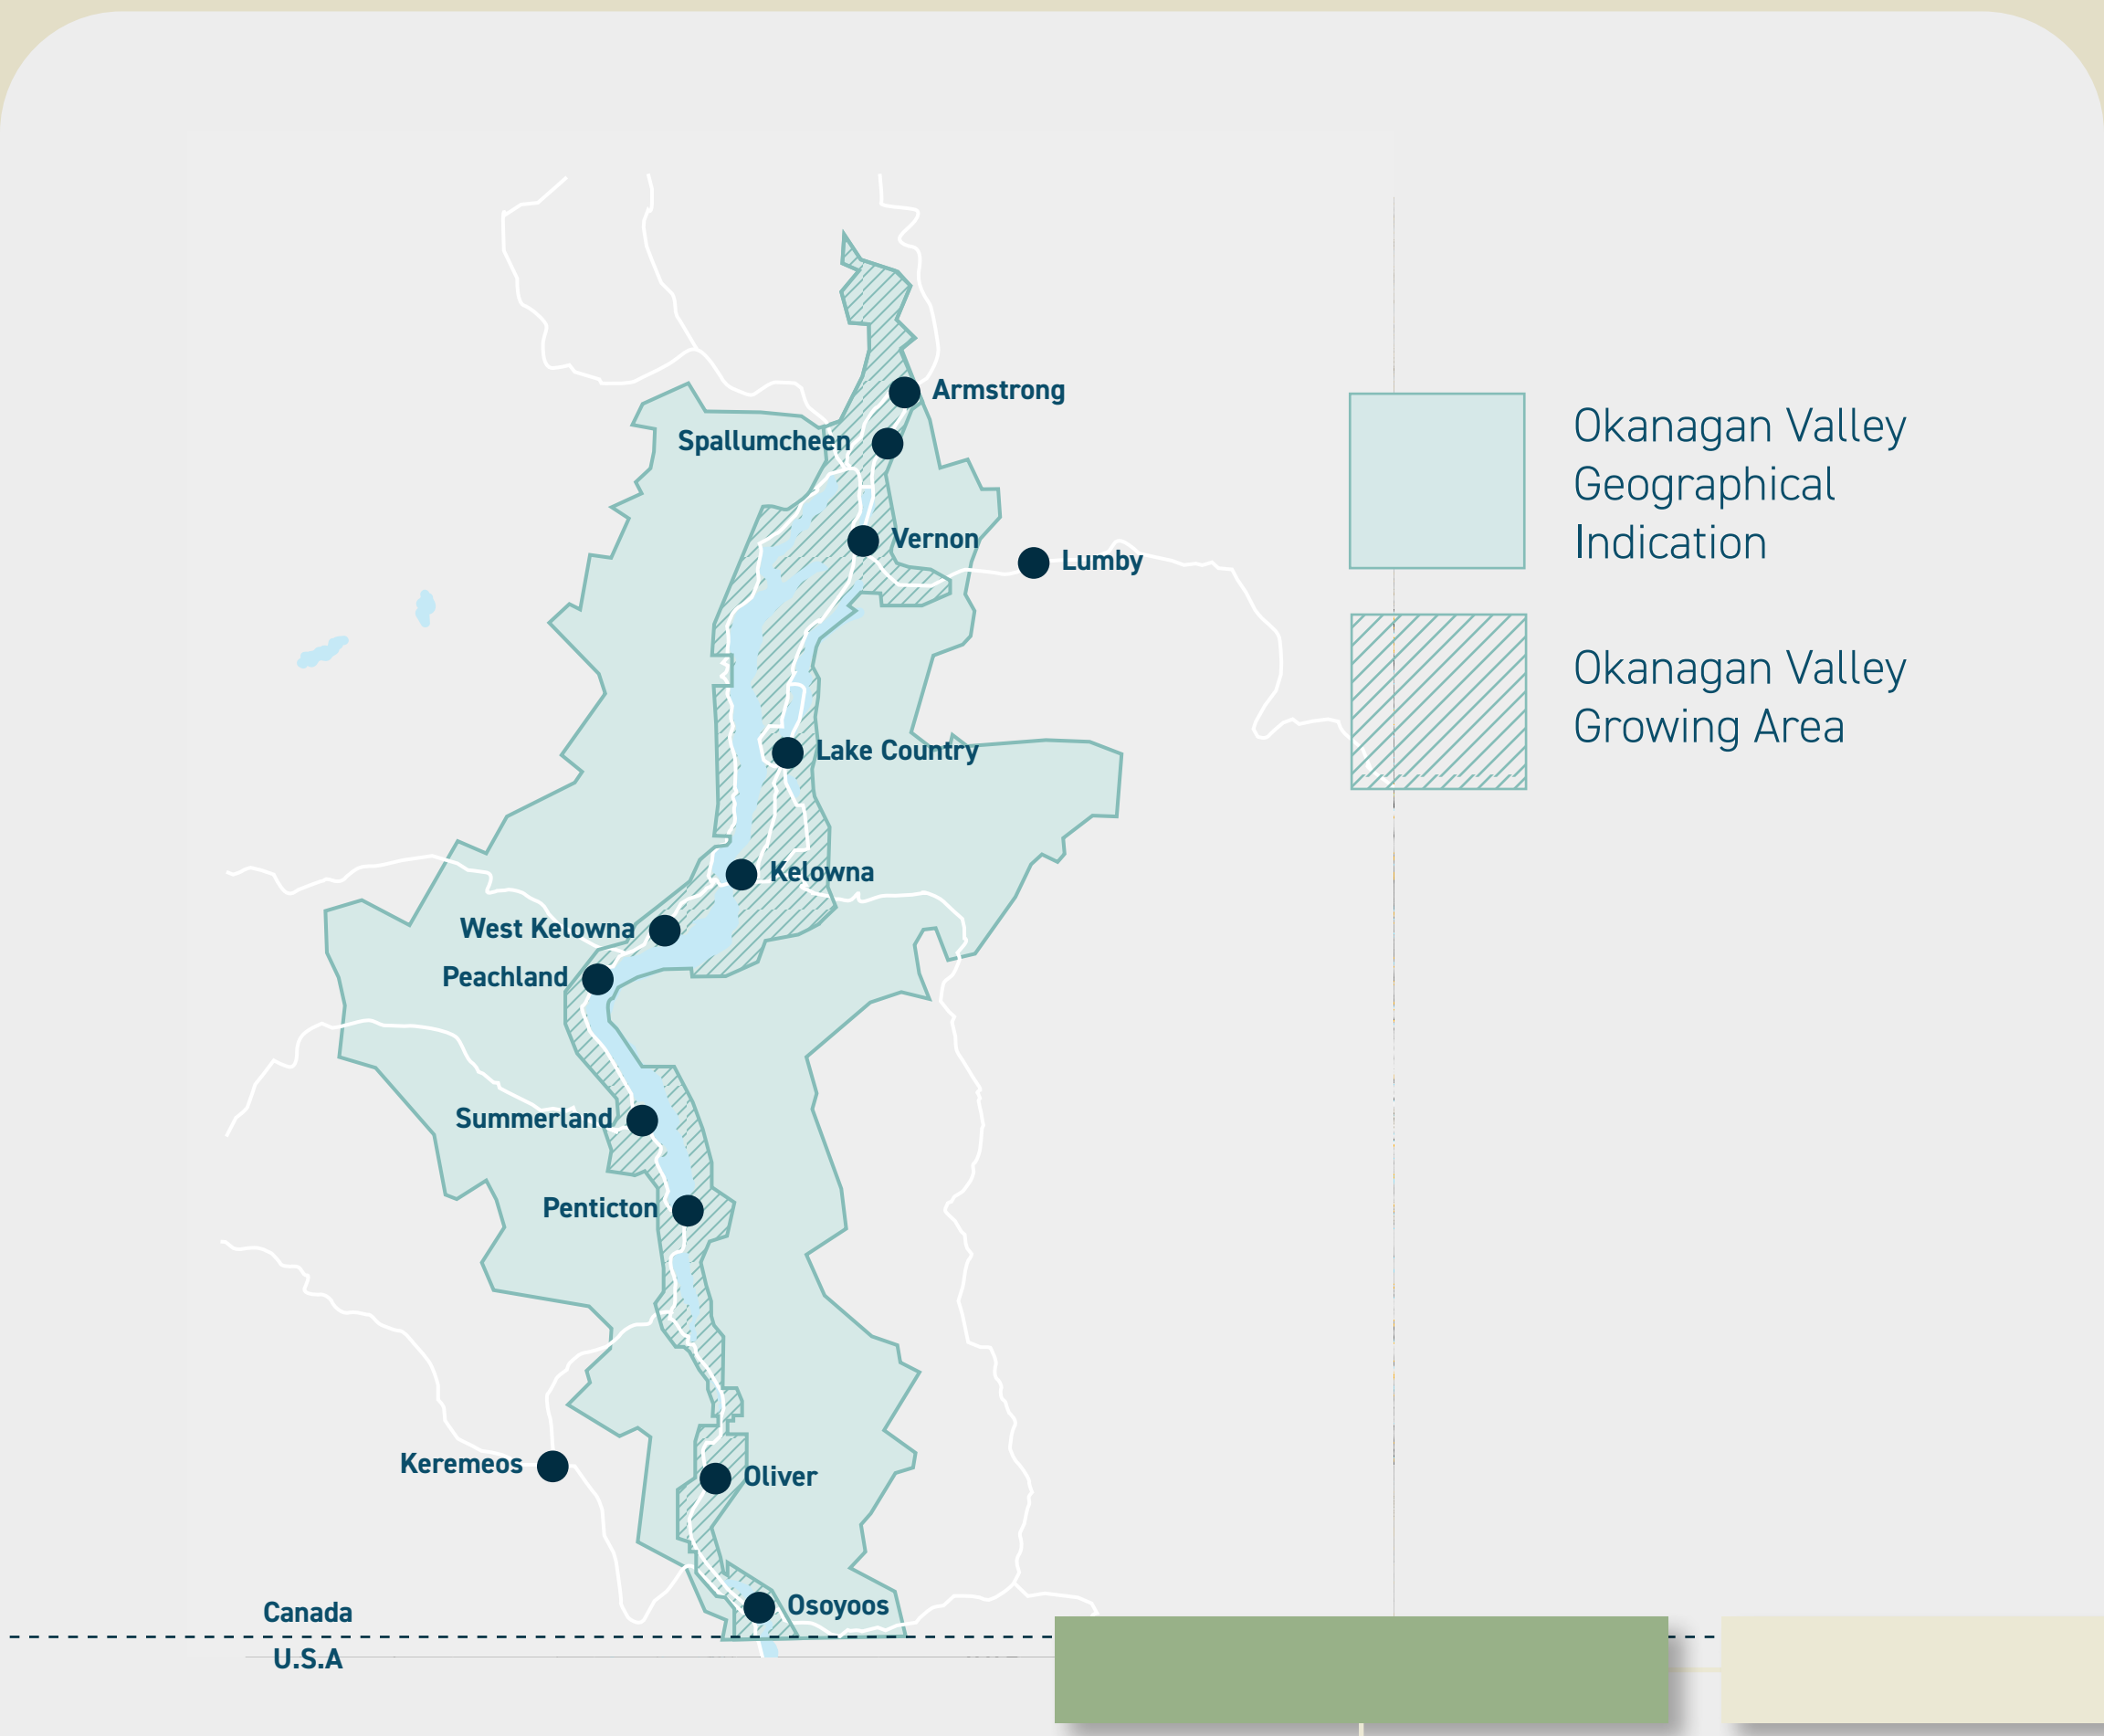 Armstrong
Spallumcheen
Vernon
Lumby
Lake Country
Kelowna
West Kelowna
Peachland
Summerland
Penticton
Keremeos
Oliver
Osoyoos
Canada
U.S.A
Okanagan Valley
Geographical
Indication
Okanagan Valley
Growing Area